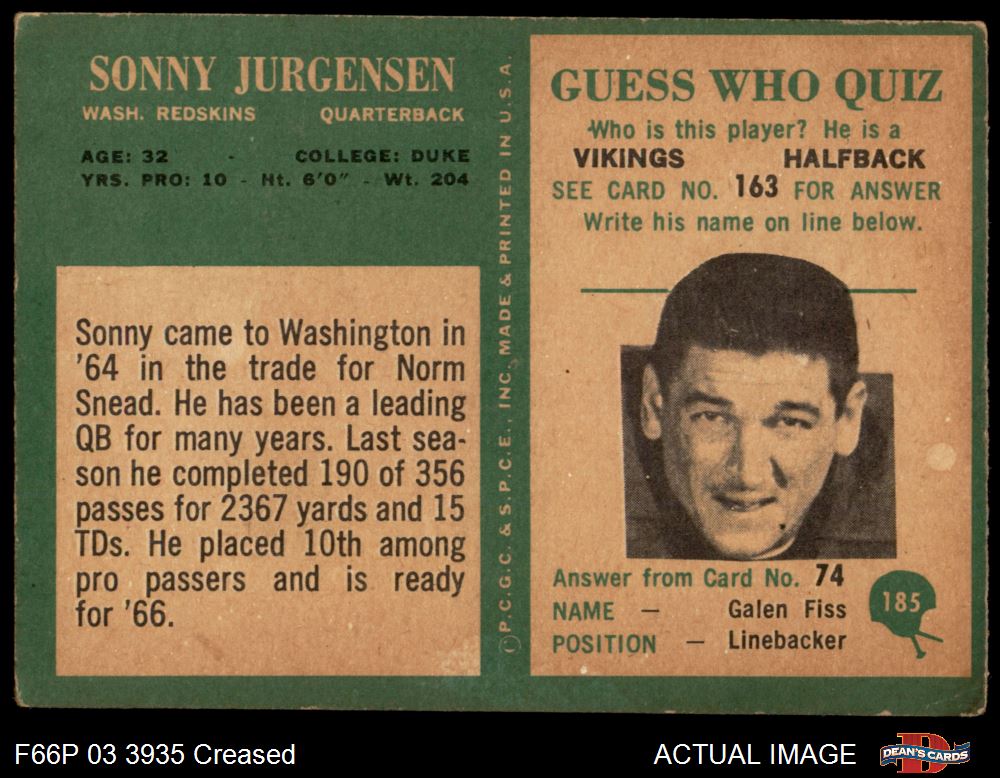 SONNY JURGENSEN
WASH. REDSKINS QUARTERBACK
AGE: 32 - COLLEGE: DUKE
YRS. PRO: 10 - Ht. 6'0" - Wt. 204
Sonny came to Washington in
'64 in the trade for Norm
Snead. He has been a leading
QB for many years. Last sea-
son he completed 190 of 356
passes for 2367 yards and 15
TDs. He placed 10th among
pro passers and is ready
for '66.
©P.C.G.C. & S.P.C.E., INC. MADE & PRINTED IN U.S.A.
GUESS WHO QUIZ
Who is this player? He is a
VIKINGS HALFBACK
SEE CARD NO. 163 FOR ANSWER
Write his name on line below.
Answer from Card No. 74
NAME — Galen Fiss
POSITION — Linebacker
185
F66P 03 3935 Creased
ACTUAL IMAGE
D
DEAN'S CARDS